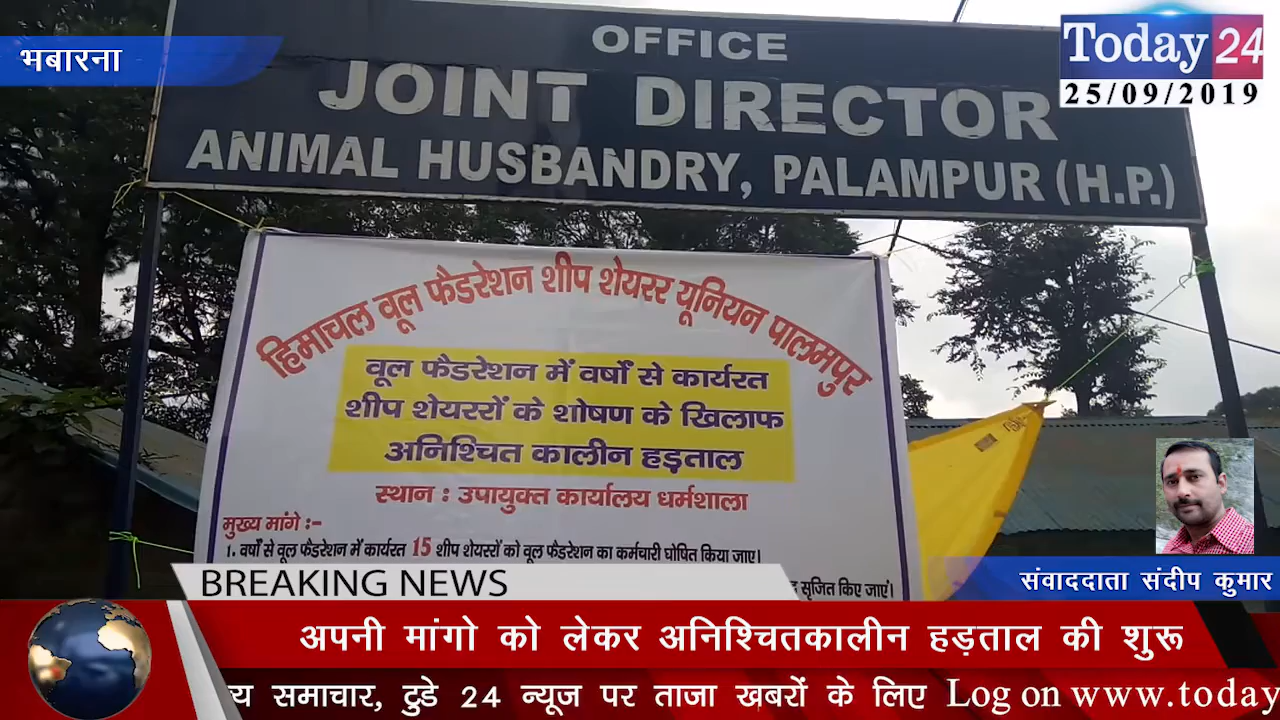 भबारना
Today 24
25/09/2019
OFFICE
JOINT DIRECTOR
ANIMAL HUSBANDRY, PALAMPUR (H.P.)
हिमाचल वूल फैडरेशन शीप शेयरर यूनियन पालमपुर
वूल फैडरेशन में वर्षों से कार्यरत
शीप शेयररों के शोषण के खिलाफ
अनिश्चित कालीन हड़ताल
स्थान : उपायुक्त कार्यालय धर्मशाला
मुख्य मांगे :-
1. वर्षों से वूल फैडरेशन में कार्यरत 15 शीप शेयररों को वूल फैडरेशन का कर्मचारी घोषित किया जाए।
सृजित किए जाएं।
संवाददाता संदीप कुमार
BREAKING NEWS
अपनी मांगो को लेकर अनिश्चितकालीन हड़ताल की शुरू
समाचार, टुडे 24 न्यूज पर ताजा खबरों के लिए Log on www.today